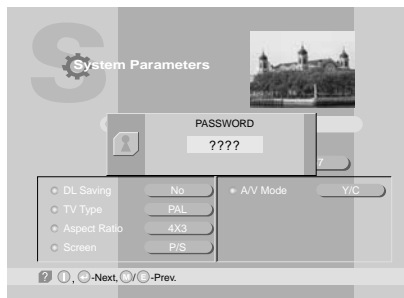 System Parameters
PASSWORD
????
7
DL Saving No
A/V Mode Y/C
TV Type PAL
Aspect Ratio 4X3
Screen P/S
? , -Next, M/E-Prev.